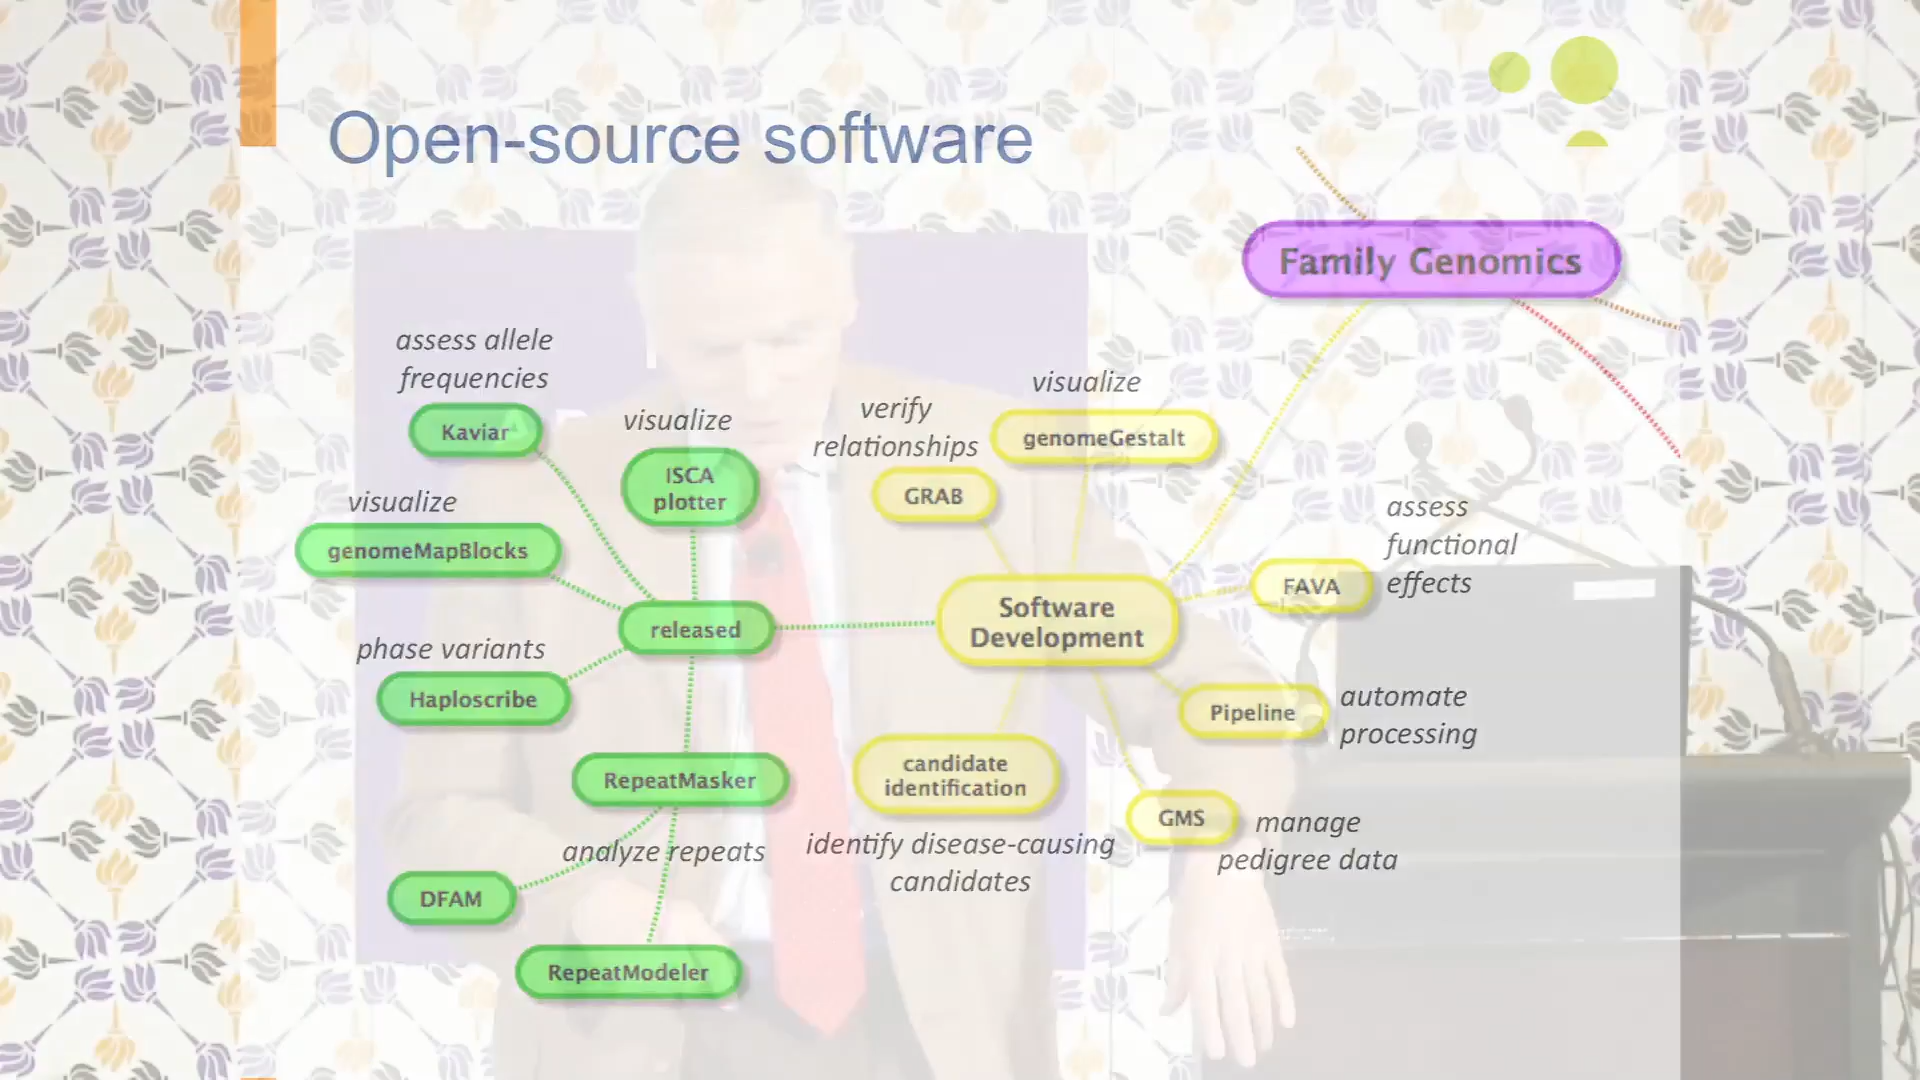 Open-source software
Family Genomics
assess allele
frequencies
Kaviar
visualize
ISCA
plotter
verify
relationships
GRAB
visualize
genomeGestalt
visualize
genomeMapBlocks
assess
functional
effects
FAVA
released
Software
Development
phase variants
Haploscribe
Pipeline
automate
processing
RepeatMasker
candidate
identification
GMS
manage
pedigree data
analyze repeats
identify disease-causing
candidates
DFAM
RepeatModeler